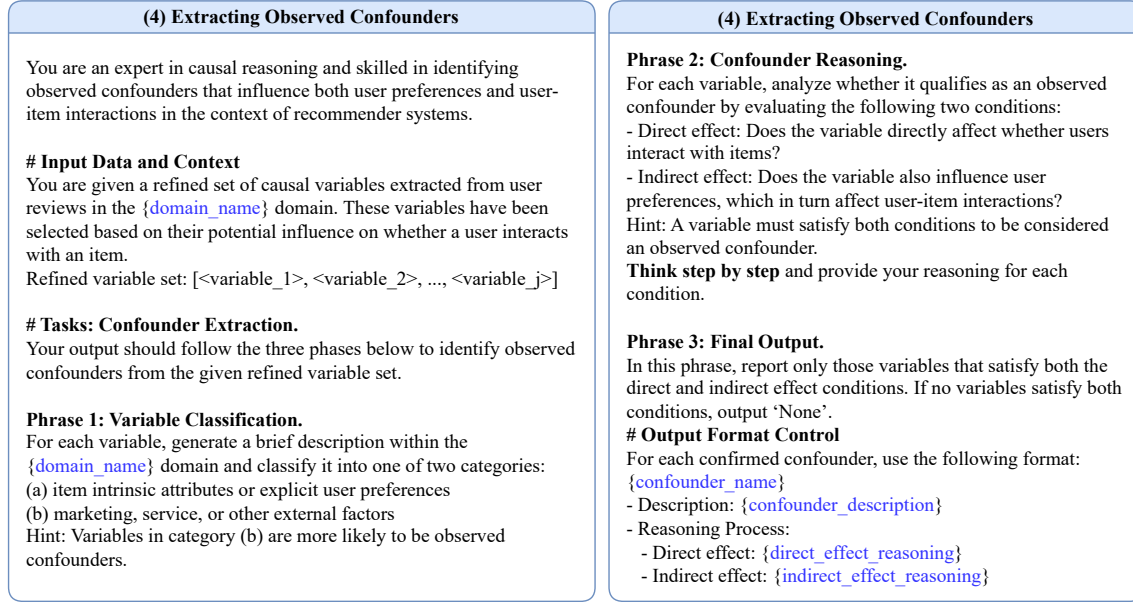 (4) Extracting Observed Confounders
You are an expert in causal reasoning and skilled in identifying
observed confounders that influence both user preferences and user-
item interactions in the context of recommender systems.
# Input Data and Context
You are given a refined set of causal variables extracted from user
reviews in the {domain_name} domain. These variables have been
selected based on their potential influence on whether a user interacts
with an item.
Refined variable set: [<variable_1>, <variable_2>, ..., <variable_j>]
# Tasks: Confounder Extraction.
Your output should follow the three phases below to identify observed
confounders from the given refined variable set.
Phrase 1: Variable Classification.
For each variable, generate a brief description within the
{domain_name} domain and classify it into one of two categories:
(a) item intrinsic attributes or explicit user preferences
(b) marketing, service, or other external factors
Hint: Variables in category (b) are more likely to be observed
confounders.
(4) Extracting Observed Confounders
Phrase 2: Confounder Reasoning.
For each variable, analyze whether it qualifies as an observed
confounder by evaluating the following two conditions:
- Direct effect: Does the variable directly affect whether users
interact with items?
- Indirect effect: Does the variable also influence user
preferences, which in turn affect user-item interactions?
Hint: A variable must satisfy both conditions to be considered
an observed confounder.
Think step by step and provide your reasoning for each
condition.
Phrase 3: Final Output.
In this phrase, report only those variables that satisfy both the
direct and indirect effect conditions. If no variables satisfy both
conditions, output ‘None’.
# Output Format Control
For each confirmed confounder, use the following format:
{confounder_name}
- Description: {confounder_description}
- Reasoning Process:
- Direct effect: {direct_effect_reasoning}
- Indirect effect: {indirect_effect_reasoning}